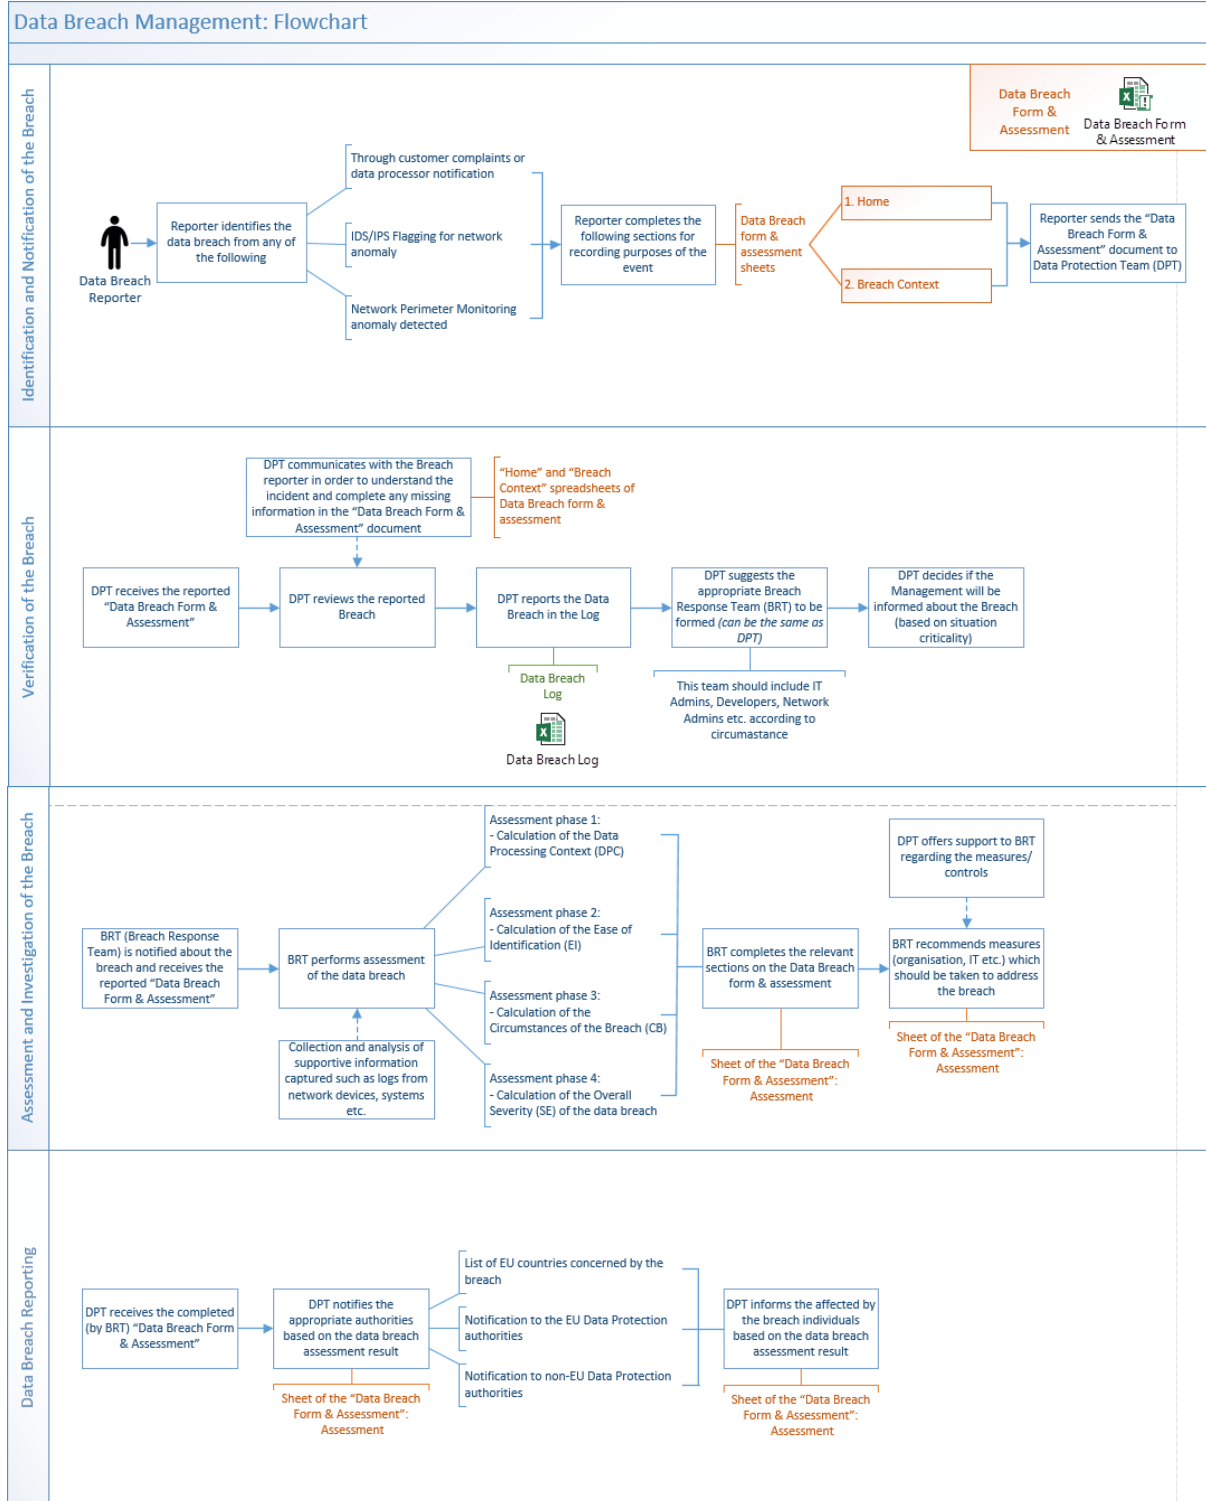 Data Breach Management: Flowchart
Identification and Notification of the Breach
Data Breach
Form &
Assessment
Data Breach Form
& Assessment
Data Breach
Reporter
Reporter identifies the
data breach from any of
the following
Through customer complaints or
data processor notification
IDS/IPS Flagging for network
anomaly
Network Perimeter Monitoring
anomaly detected
Reporter completes the
following sections for
recording purposes of the
event
Data Breach
form &
assessment
sheets
1. Home
2. Breach Context
Reporter sends the “Data
Breach Form &
Assessment” document to
Data Protection Team (DPT)
Verification of the Breach
DPT communicates with the Breach
reporter in order to understand the
incident and complete any missing
information in the “Data Breach Form &
Assessment” document
“Home” and “Breach
Context” spreadsheets of
Data Breach form &
assessment
DPT receives the reported
“Data Breach Form &
Assessment”
DPT reviews the reported
Breach
DPT reports the Data
Breach in the Log
Data Breach
Log
Data Breach Log
DPT suggests the
appropriate Breach
Response Team (BRT) to be
formed (can be the same as
DPT)
This team should include IT
Admins, Developers, Network
Admins etc. according to
circumastance
DPT decides if the
Management will be
informed about the Breach
(based on situation
criticality)
Assessment and Investigation of the Breach
BRT (Breach Response
Team) is notified about the
breach and receives the
reported “Data Breach
Form & Assessment”
BRT performs assessment
of the data breach
Collection and analysis of
supportive information
captured such as logs from
network devices, systems
etc.
Assessment phase 1:
- Calculation of the Data
Processing Context (DPC)
Assessment phase 2:
- Calculation of the Ease of
Identification (EI)
Assessment phase 3:
- Calculation of the
Circumstances of the Breach (CB)
Assessment phase 4:
- Calculation of the Overall
Severity (SE) of the data breach
BRT completes the relevant
sections on the Data Breach
form & assessment
Sheet of the “Data Breach
Form & Assessment”:
Assessment
DPT offers support to BRT
regarding the measures/
controls
BRT recommends measures
(organisation, IT etc.) which
should be taken to address
the breach
Sheet of the “Data Breach
Form & Assessment”:
Assessment
Data Breach Reporting
DPT receives the completed
(by BRT) “Data Breach Form
& Assessment”
DPT notifies the
appropriate authorities
based on the data breach
assessment result
Sheet of the “Data Breach
Form & Assessment”:
Assessment
List of EU countries concerned by the
breach
Notification to the EU Data Protection
authorities
Notification to non-EU Data Protection
authorities
DPT informs the affected by
the breach individuals
based on the data breach
assessment result
Sheet of the “Data Breach
Form & Assessment”:
Assessment